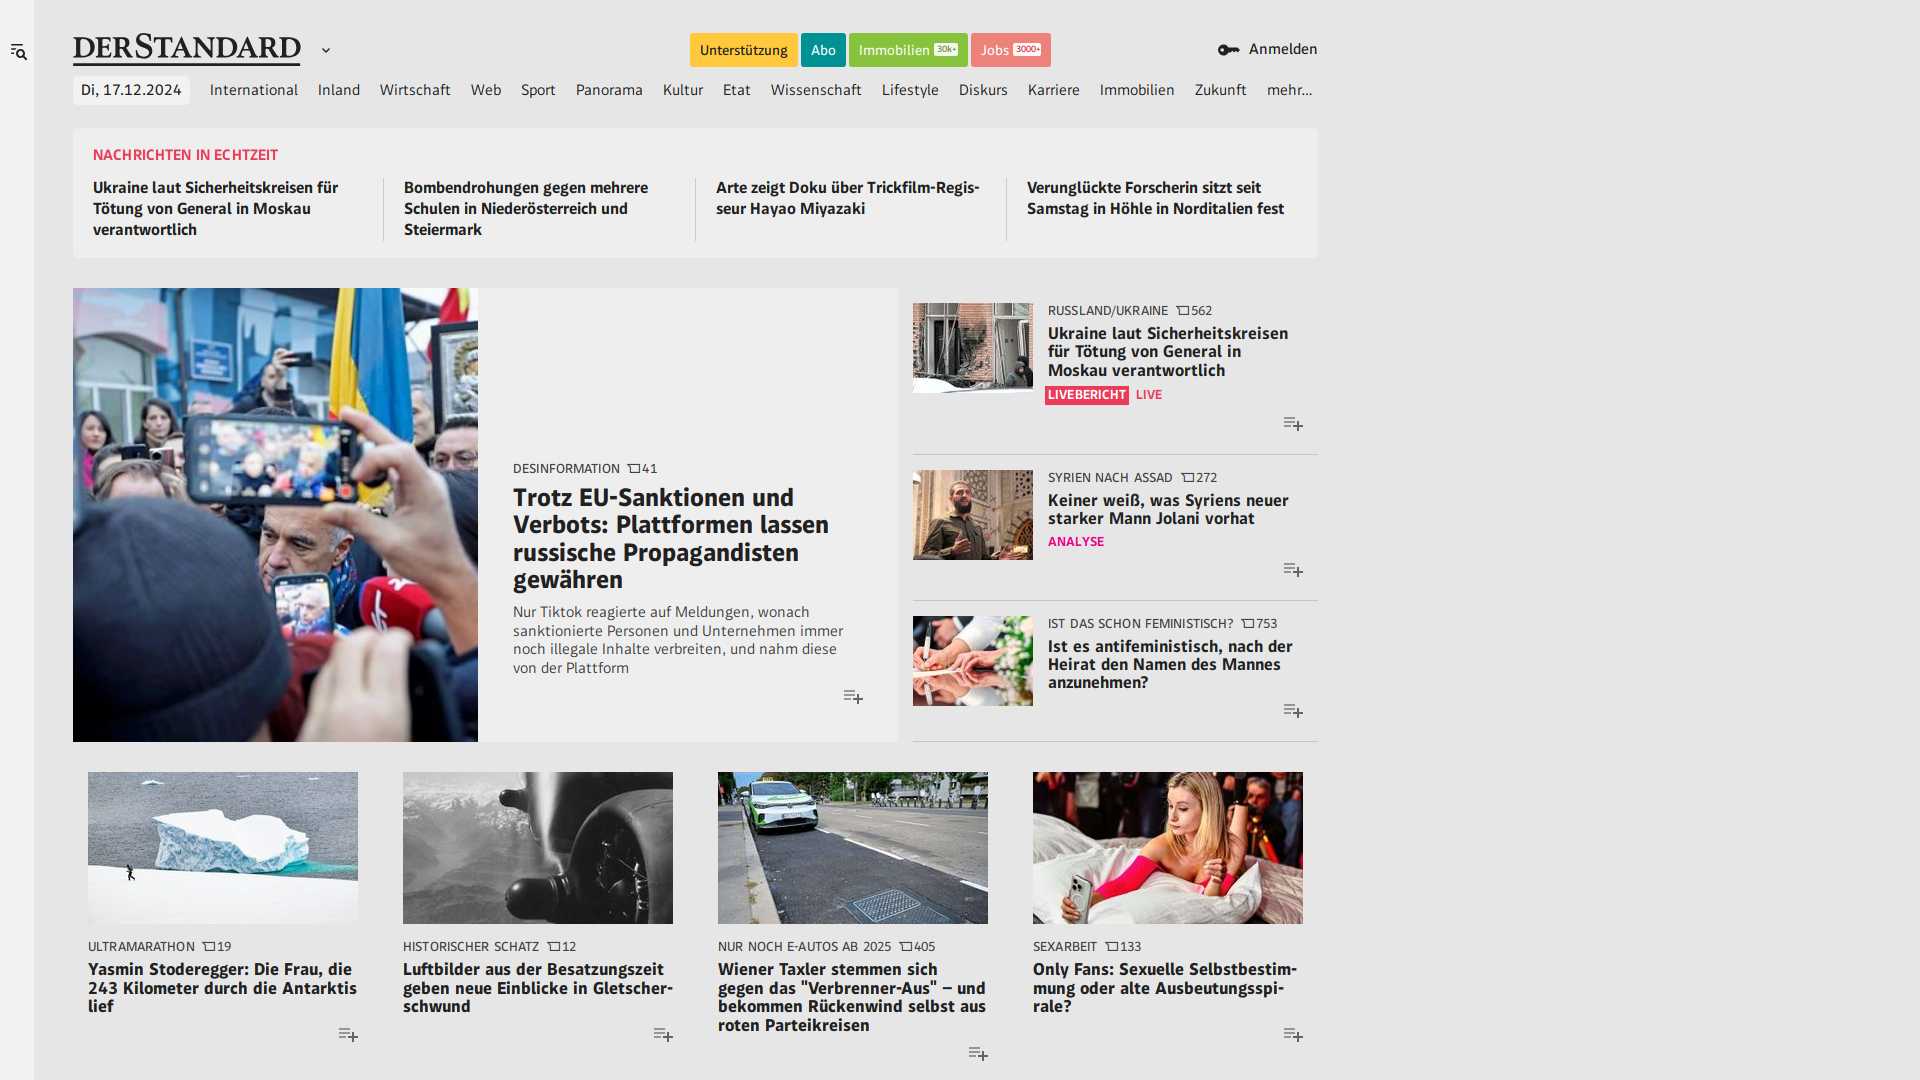 DERSTANDARD
Unterstützung
Abo
Immobilien 30k+
Jobs 3000+
Anmelden
Di, 17.12.2024
International
Inland
Wirtschaft
Web
Sport
Panorama
Kultur
Etat
Wissenschaft
Lifestyle
Diskurs
Karriere
Immobilien
Zukunft
mehr...
NACHRICHTEN IN ECHTZEIT
Ukraine laut Sicherheitskreisen für
Tötung von General in Moskau
verantwortlich
Bombendrohungen gegen mehrere
Schulen in Niederösterreich und
Steiermark
Arte zeigt Doku über Trickfilm-Regis-
seur Hayao Miyazaki
Verunglückte Forscherin sitzt seit
Samstag in Höhle in Norditalien fest
DESINFORMATION 41
Trotz EU-Sanktionen und
Verbots: Plattformen lassen
russische Propagandisten
gewähren
Nur Tiktok reagierte auf Meldungen, wonach
sanktionierte Personen und Unternehmen immer
noch illegale Inhalte verbreiten, und nahm diese
von der Plattform
RUSSLAND/UKRAINE 562
Ukraine laut Sicherheitskreisen
für Tötung von General in
Moskau verantwortlich
LIVEBERICHT LIVE
SYRIEN NACH ASSAD 272
Keiner weiß, was Syriens neuer
starker Mann Jolani vorhat
ANALYSE
IST DAS SCHON FEMINISTISCH? 753
Ist es antifeministisch, nach der
Heirat den Namen des Mannes
anzunehmen?
ULTRAMARATHON 19
Yasmin Stoderegger: Die Frau, die
243 Kilometer durch die Antarktis
lief
HISTORISCHER SCHATZ 12
Luftbilder aus der Besatzungszeit
geben neue Einblicke in Gletscher-
schwund
NUR NOCH E-AUTOS AB 2025 405
Wiener Taxler stemmen sich
gegen das "Verbrenner-Aus" – und
bekommen Rückenwind selbst aus
roten Parteikreisen
SEXARBEIT 133
Only Fans: Sexuelle Selbstbestim-
mung oder alte Ausbeutungsspi-
rale?